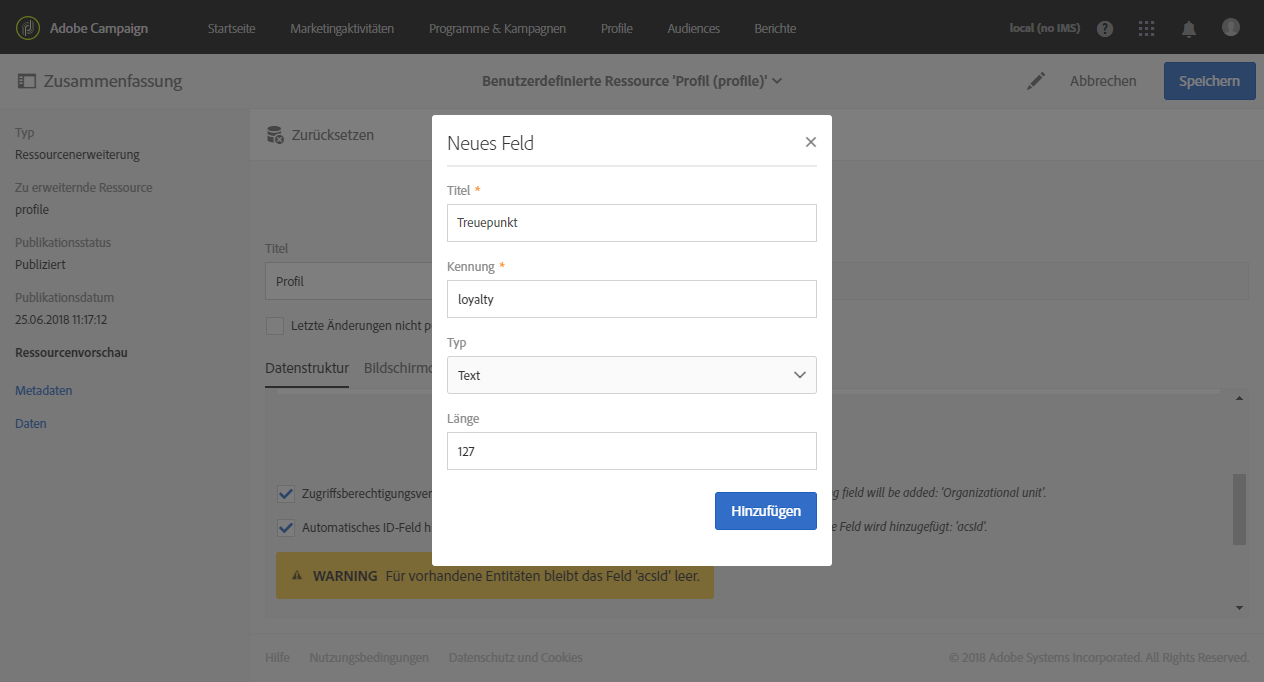 Adobe Campaign
Startseite Marketingaktivitäten Programme & Kampagnen Profile Audiences Berichte
local (no IMS)
Zusammenfassung
Benutzerdefinierte Ressource 'Profil (profile)'
Abbrechen
Speichern
Typ
Ressourcenerweiterung
Zu erweiternde Ressource
profile
Publikationsstatus
Publiziert
Publikationsdatum
25.06.2018 11:17:12
Ressourcenvorschau
Metadaten
Daten
Zurücksetzen
Titel
Profil
Letzte Änderungen nicht p
Datenstruktur Bildschirm
Neues Feld
Titel *
Treuepunkt
Kennung *
loyalty
Typ
Text
Länge
127
Hinzufügen
Zugriffsberechtigungsver
g field will be added: 'Organizational unit'.
Automatisches ID-Feld h
e Feld wird hinzugefügt: 'acsId'.
WARNING Für vorhandene Entitäten bleibt das Feld 'acsId' leer.
Hilfe Nutzungsbedingungen Datenschutz und Cookies
© 2018 Adobe Systems Incorporated. All Rights Reserved.